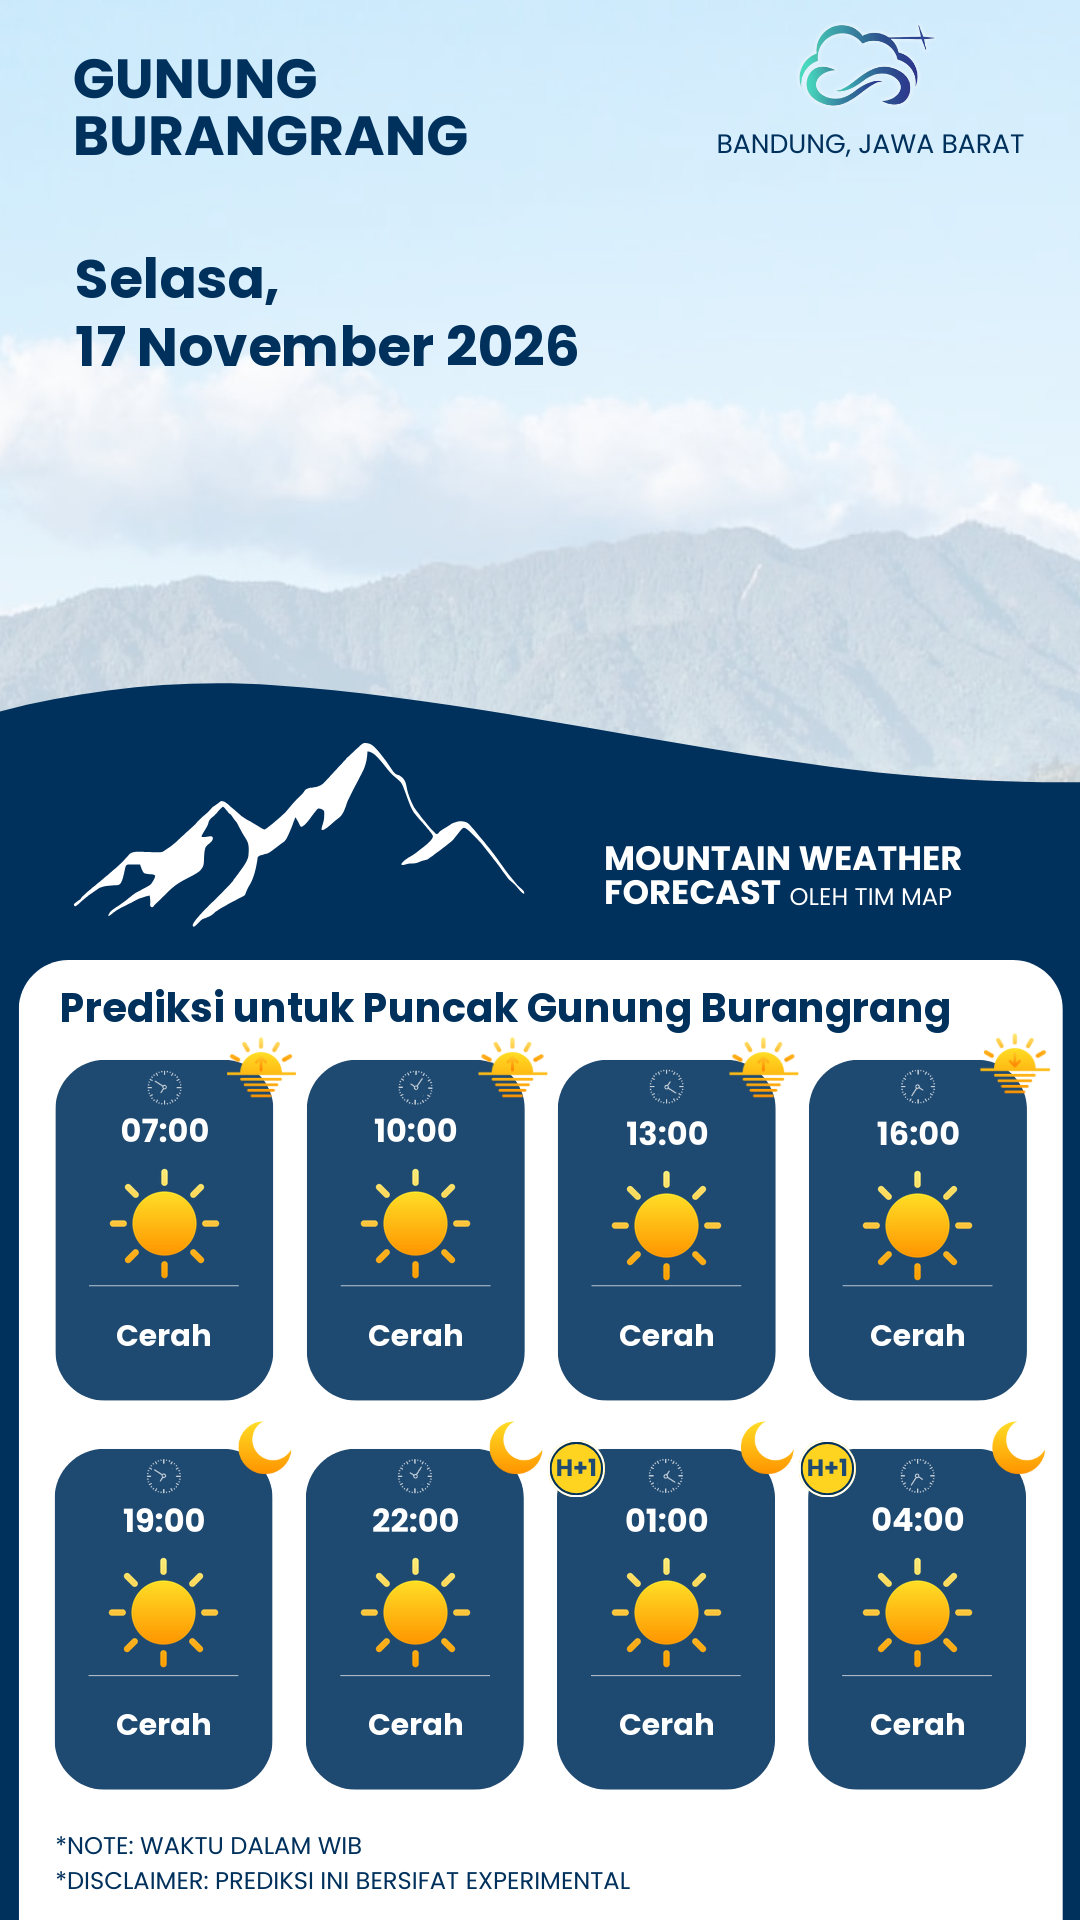 GUNUNG
BURANGRANG
BANDUNG, JAWA BARAT
Selasa,
17 November 2026
MOUNTAIN WEATHER
FORECAST OLEH TIM MAP
Prediksi untuk Puncak Gunung Burangrang
07:00 10:00 13:00 16:00
Cerah Cerah Cerah Cerah
H+1 H+1
19:00 22:00 01:00 04:00
Cerah Cerah Cerah Cerah
*NOTE: WAKTU DALAM WIB
*DISCLAIMER: PREDIKSI INI BERSIFAT EXPERIMENTAL